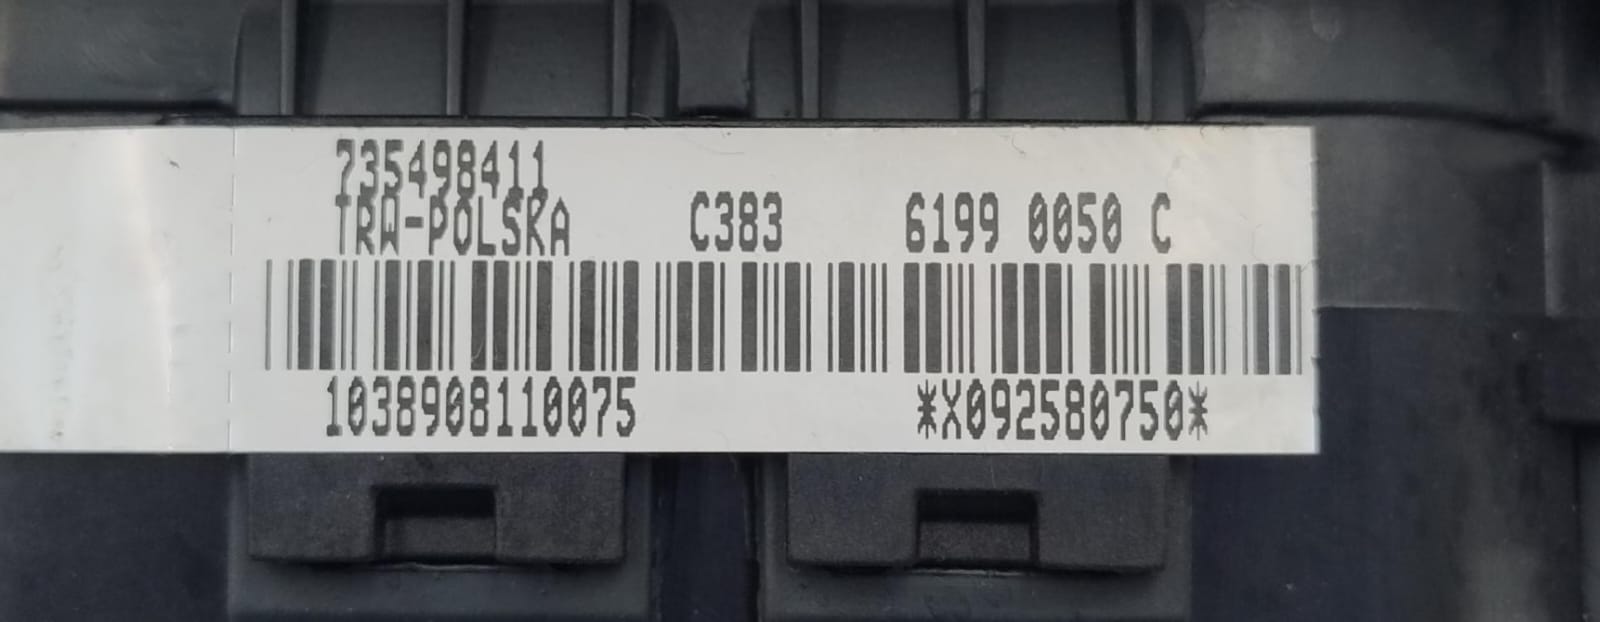 735498411
TRW-POLSKA C383 6199 0050 C
1038908110075 *X092580750*